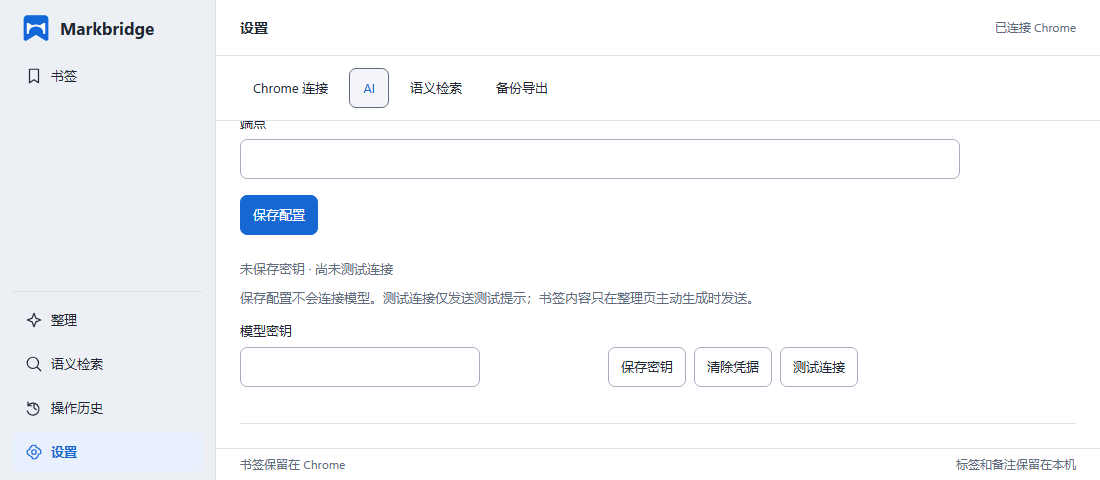 Markbridge
书签
整理
语义检索
操作历史
设置
设置
已连接 Chrome
Chrome 连接
AI
语义检索
备份导出
端点
保存配置
未保存密钥 · 尚未测试连接
保存配置不会连接模型。测试连接仅发送测试提示；书签内容只在整理页主动生成时发送。
模型密钥
保存密钥
清除凭据
测试连接
书签保留在 Chrome
标签和备注保留在本机